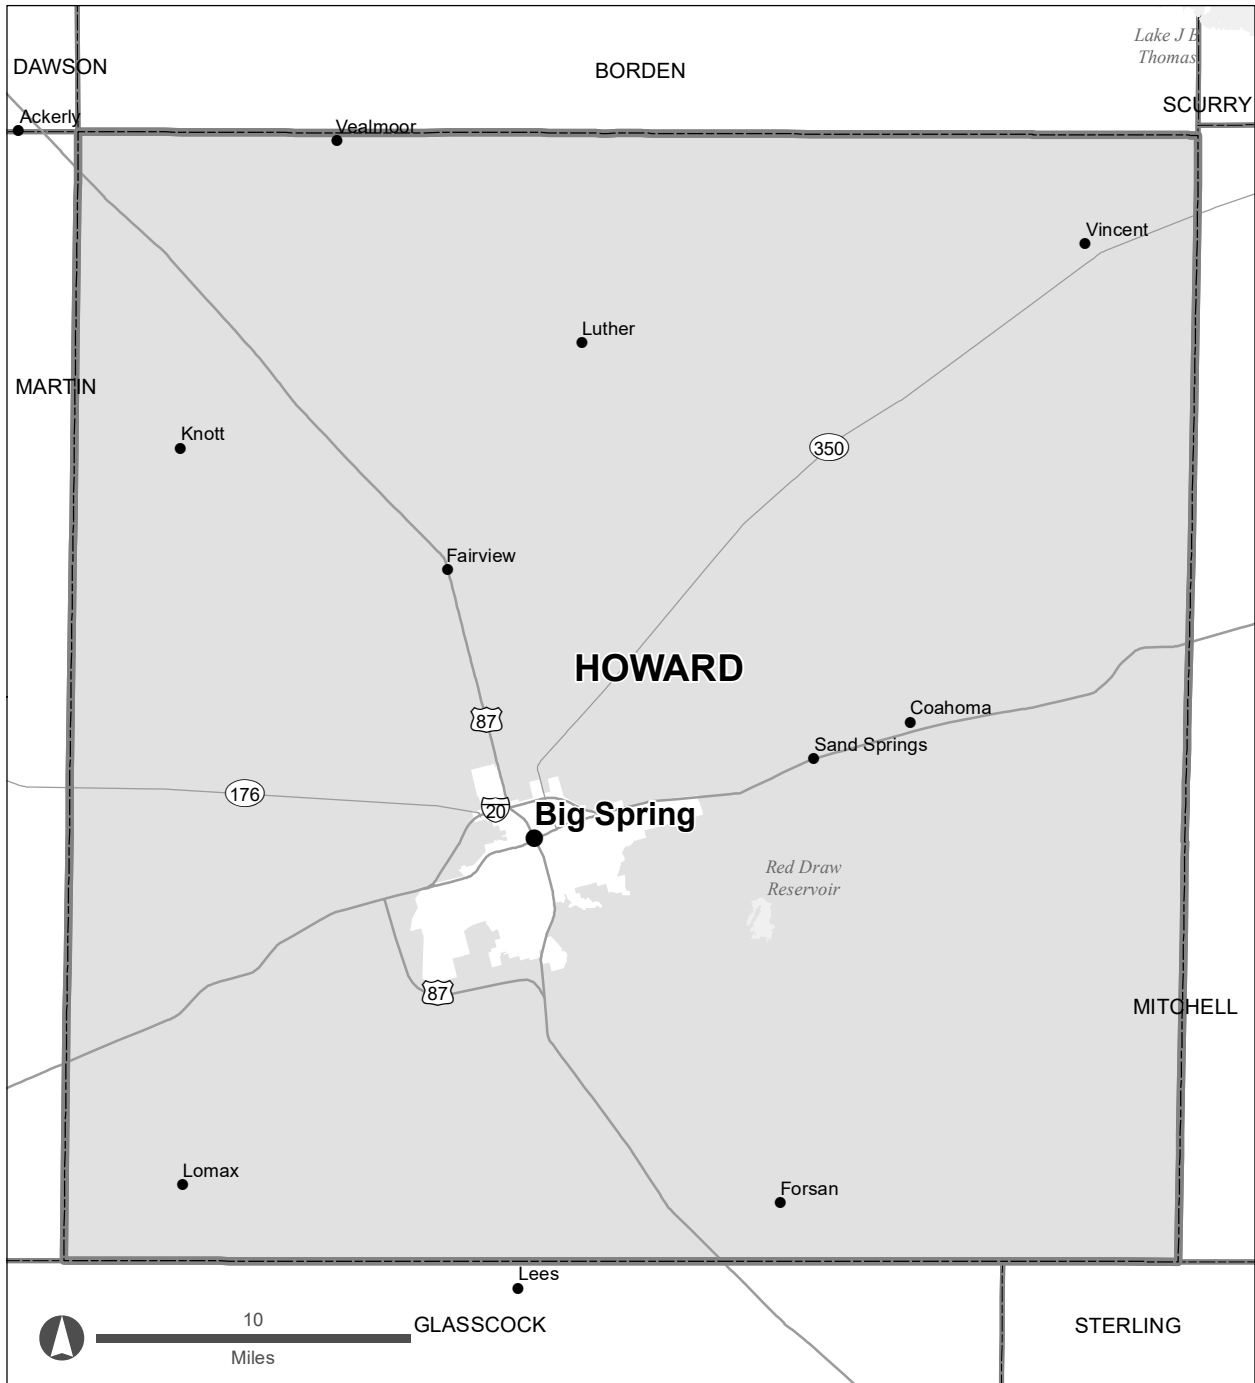 Lake J B
Thomas
DAWSON
BORDEN
SCURRY
Ackerly
Vealmoor
Vincent
Luther
MARTIN
Knott
350
Fairview
HOWARD
Coahoma
87
Sand Springs
176
20
Big Spring
Red Draw
Reservoir
87
MITCHELL
Lomax
Forsan
Lees
10
GLASSCOCK
STERLING
Miles